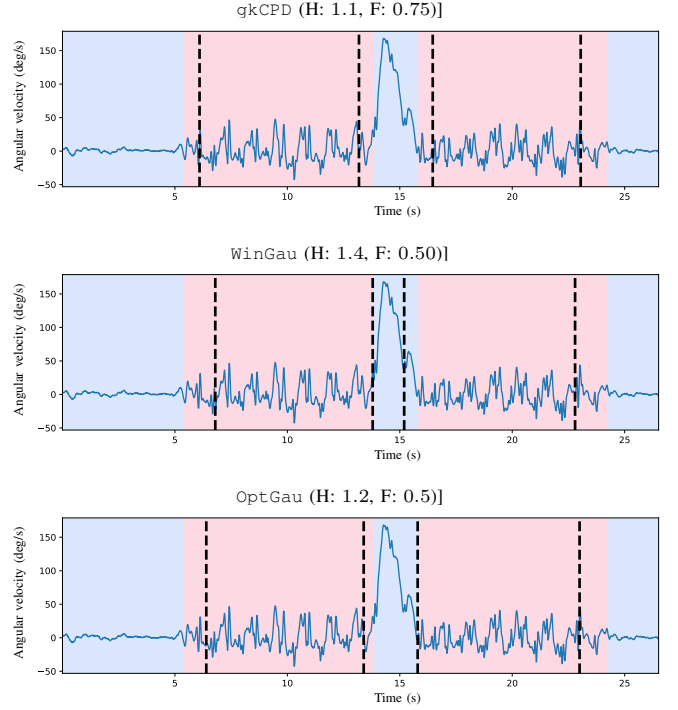 gkCPD (H: 1.1, F: 0.75)]
150
100
50
0
−50
Angular velocity (deg/s)
5 10 15 20 25
Time (s)
WinGau (H: 1.4, F: 0.50)]
150
100
50
0
−50
Angular velocity (deg/s)
5 10 15 20 25
Time (s)
OptGau (H: 1.2, F: 0.5)]
150
100
50
0
−50
Angular velocity (deg/s)
5 10 15 20 25
Time (s)